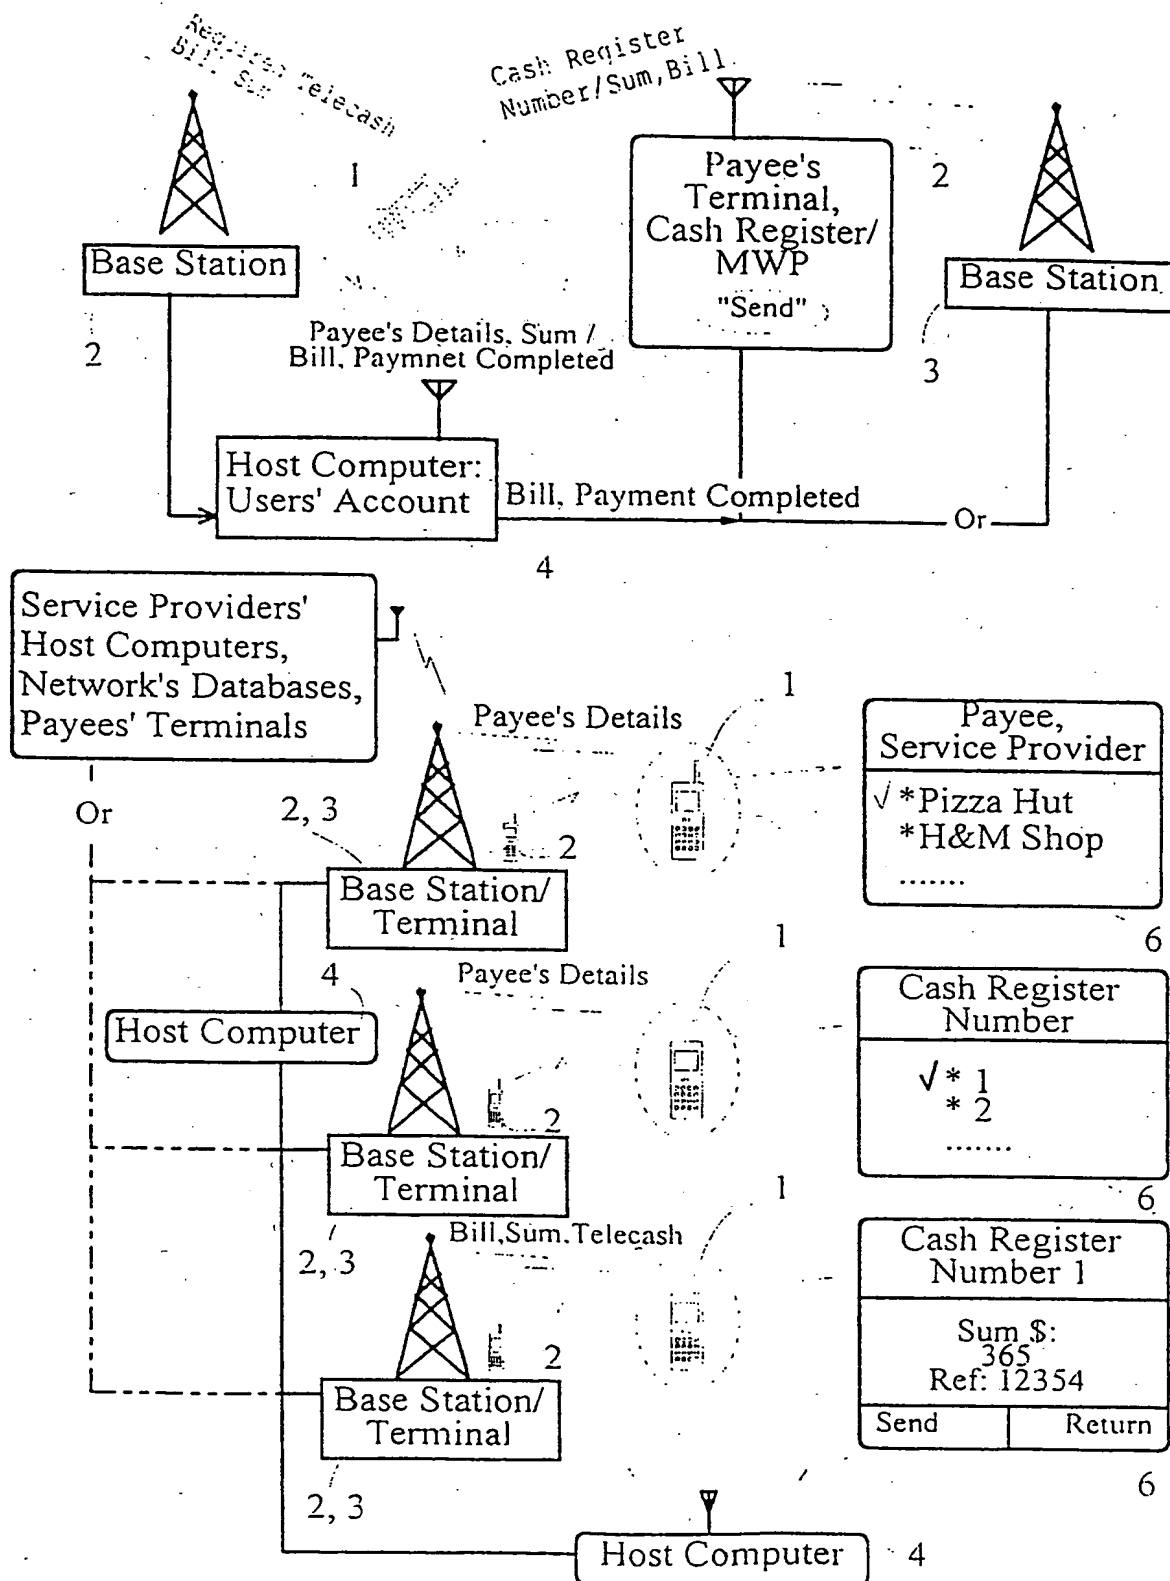 Required Telecash
Bill: Sum
Cash Register
Number/Sum, Bill
1
Payee's
Terminal,
Cash Register/
MWP
"Send"
2
Base Station
Base Station
2
Payee's Details, Sum /
Bill, Paymnet Completed
3
Host Computer:
Users' Account
Bill, Payment Completed
Or
4
Service Providers'
Host Computers,
Network's Databases,
Payees' Terminals
Or
Payee's Details
1
Payee,
Service Provider
√ *Pizza Hut
*H&M Shop
.......
6
2, 3
2
Base Station/
Terminal
4
Host Computer
Payee's Details
1
Cash Register
Number
√ * 1
* 2
.......
6
2
Base Station/
Terminal
2, 3
Bill,Sum.Telecash
1
Cash Register
Number 1
Sum $:
365
Ref: 12354
Send
Return
6
2
Base Station/
Terminal
2, 3
Host Computer
4